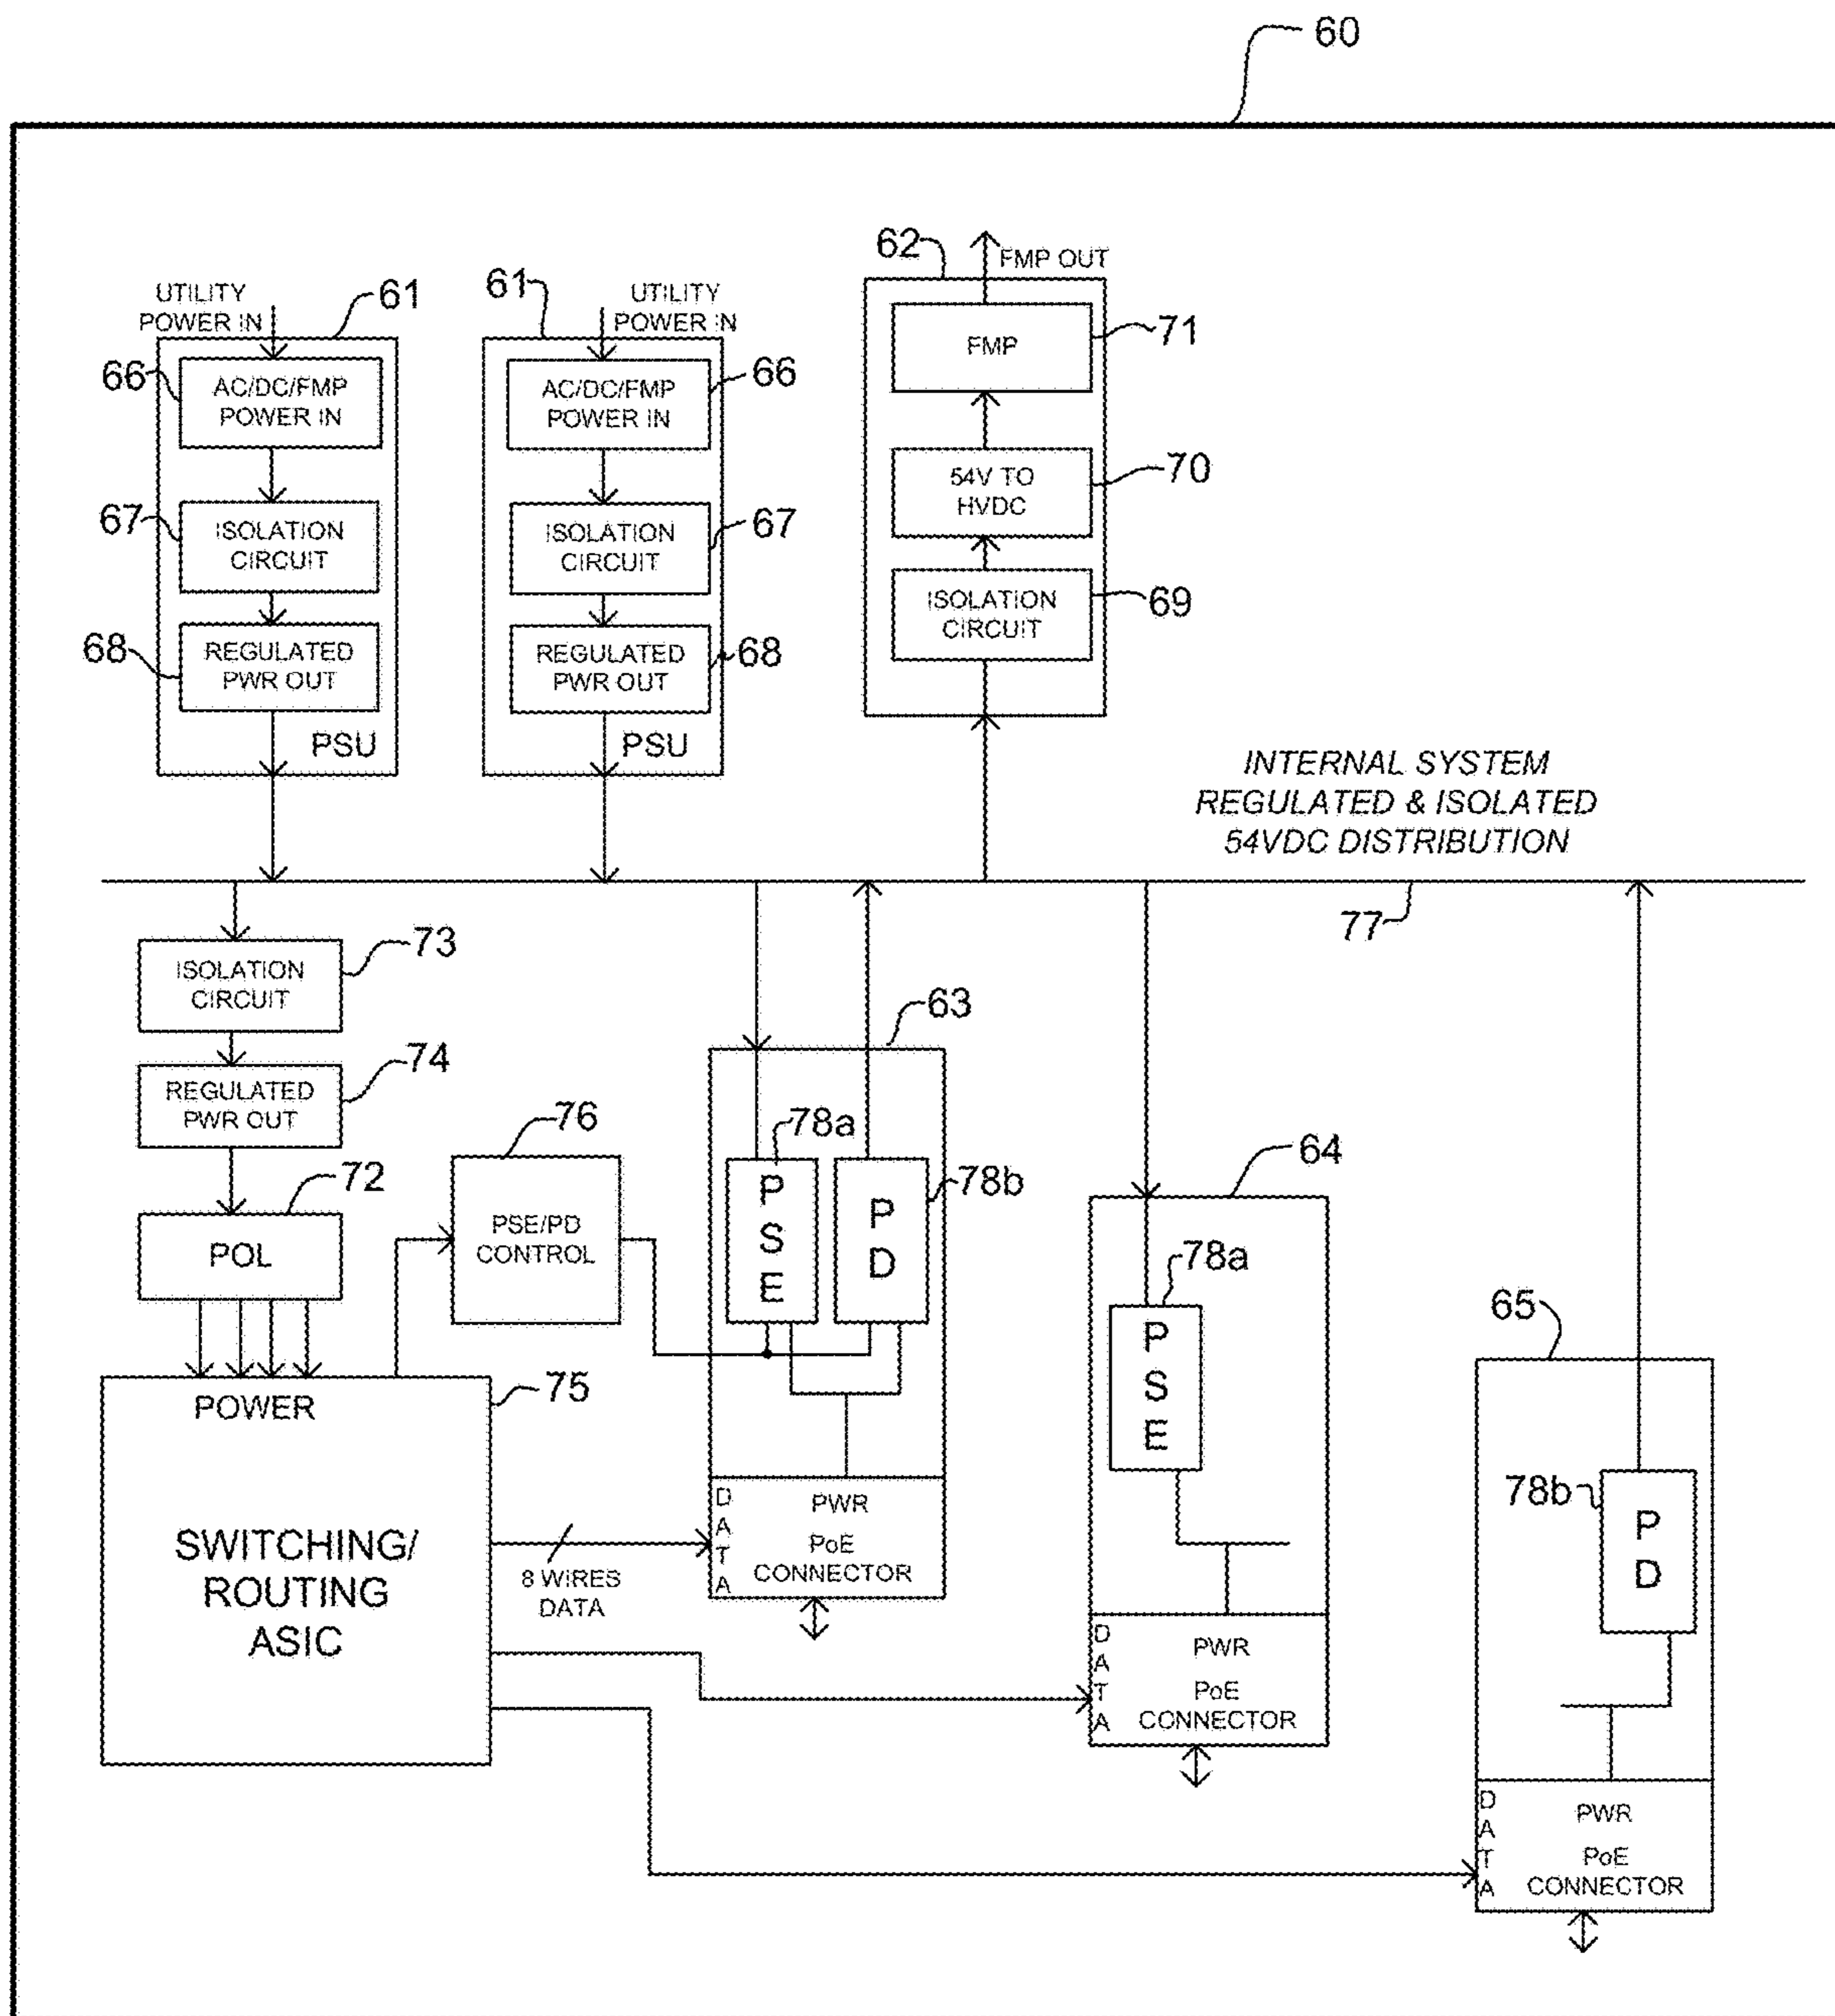 60
62
FMP OUT
UTILITY
POWER IN
61
61
UTILITY
POWER IN
71
FMP
66
AC/DC/FMP
POWER IN
AC/DC/FMP
POWER IN
66
54V TO
HVDC
70
67
ISOLATION
CIRCUIT
ISOLATION
CIRCUIT
67
ISOLATION
CIRCUIT
69
68
REGULATED
PWR OUT
REGULATED
PWR OUT
68
PSU
PSU
INTERNAL SYSTEM
REGULATED & ISOLATED
54VDC DISTRIBUTION
77
73
ISOLATION
CIRCUIT
63
74
REGULATED
PWR OUT
76
78a
PSE
PD
78b
64
72
POL
PSE/PD
CONTROL
78a
PSE
65
75
POWER
SWITCHING/
ROUTING
ASIC
8 WIRES
DATA
DATA
PWR
PoE
CONNECTOR
78b
PD
DATA
PWR
PoE
CONNECTOR
DATA
PWR
PoE
CONNECTOR